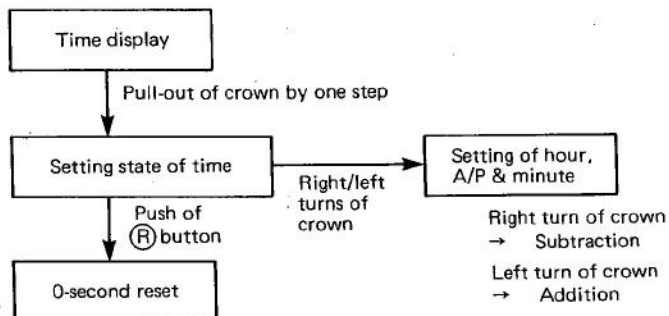 Time display
Pull-out of crown by one step
Setting state of time
Right/left
turns of
crown
Setting of hour,
A/P & minute
Push of
Ⓡ button
Right turn of crown
→ Subtraction
Left turn of crown
→ Addition
0-second reset